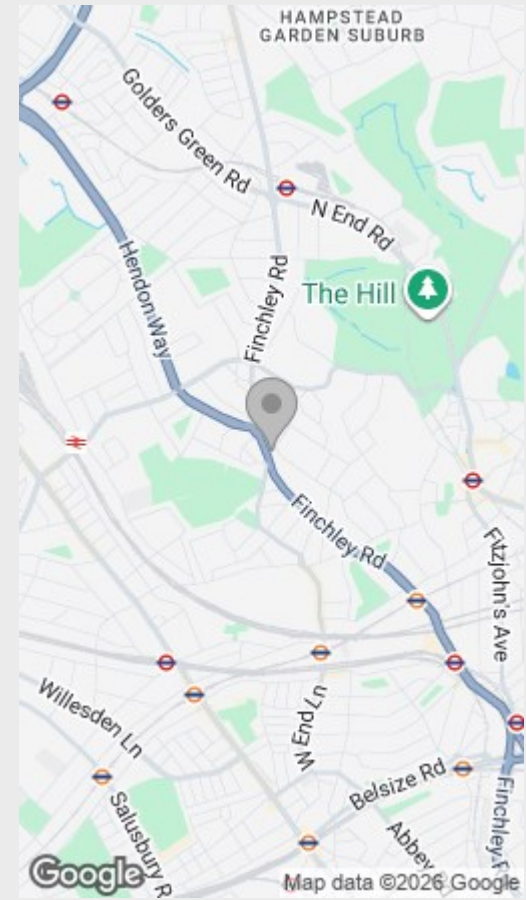 HAMPSTEAD
GARDEN SUBURB
Golders Green Rd
N End Rd
Hendon Way
Finchley Rd
The Hill
Finchley Rd
Fitzjohn's Ave
Willesden Ln
W End Ln
Salusbury R
Belsize Rd
Abbey
Finchley R
Google
Map data ©2026 Google